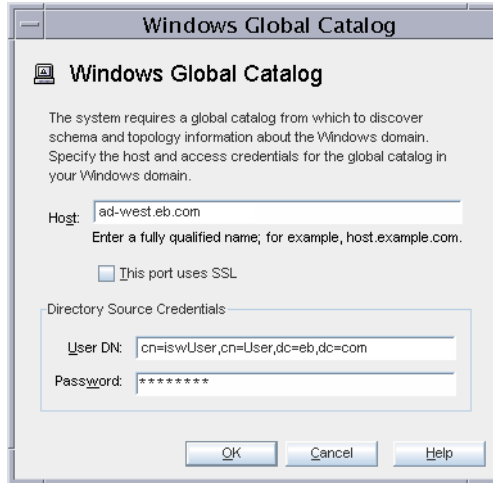 Windows Global Catalog
Windows Global Catalog
The system requires a global catalog from which to discover
schema and topology information about the Windows domain.
Specify the host and access credentials for the global catalog in
your Windows domain.
Host: ad-west.eb.com
Enter a fully qualified name; for example, host.example.com.
This port uses SSL
Directory Source Credentials
User DN: cn=iswUser,cn=User,dc=eb,dc=com
Password: ********
OK Cancel Help